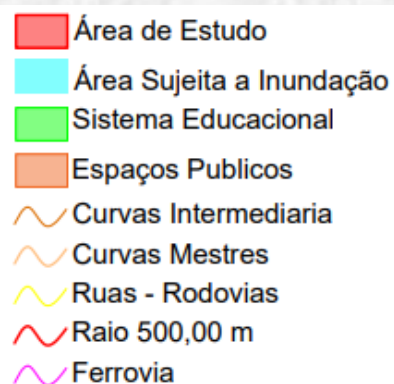 Área de Estudo
Área Sujeita a Inundação
Sistema Educacional
Espaços Publicos
Curvas Intermediaria
Curvas Mestres
Ruas - Rodovias
Raio 500,00 m
Ferrovia